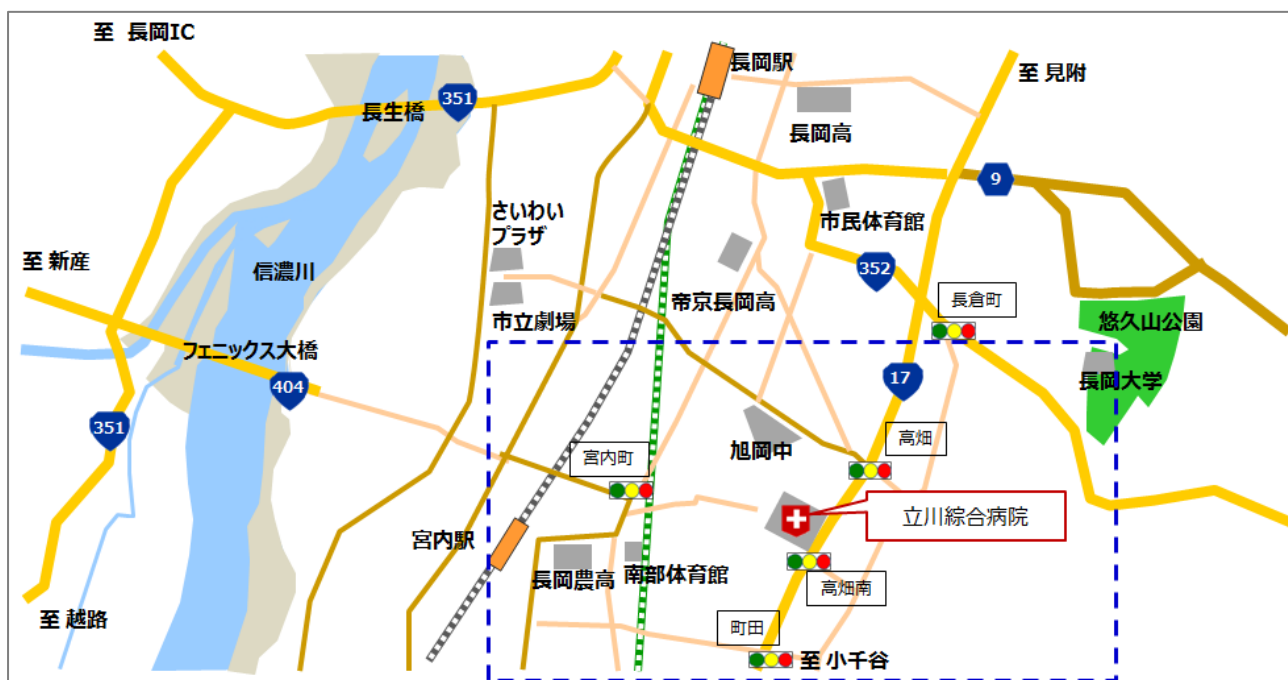 至 長岡IC
長岡駅
至 見附
351
長生橋
長岡高
9
さいわい
プラザ
市民体育館
至 新産
信濃川
352
帝京長岡高
長倉町
市立劇場
悠久山公園
フェニックス大橋
長岡大学
404
17
351
高畑
旭岡中
宮内町
立川綜合病院
宮内駅
長岡農高
南部体育館
高畑南
至 越路
町田
至 小千谷